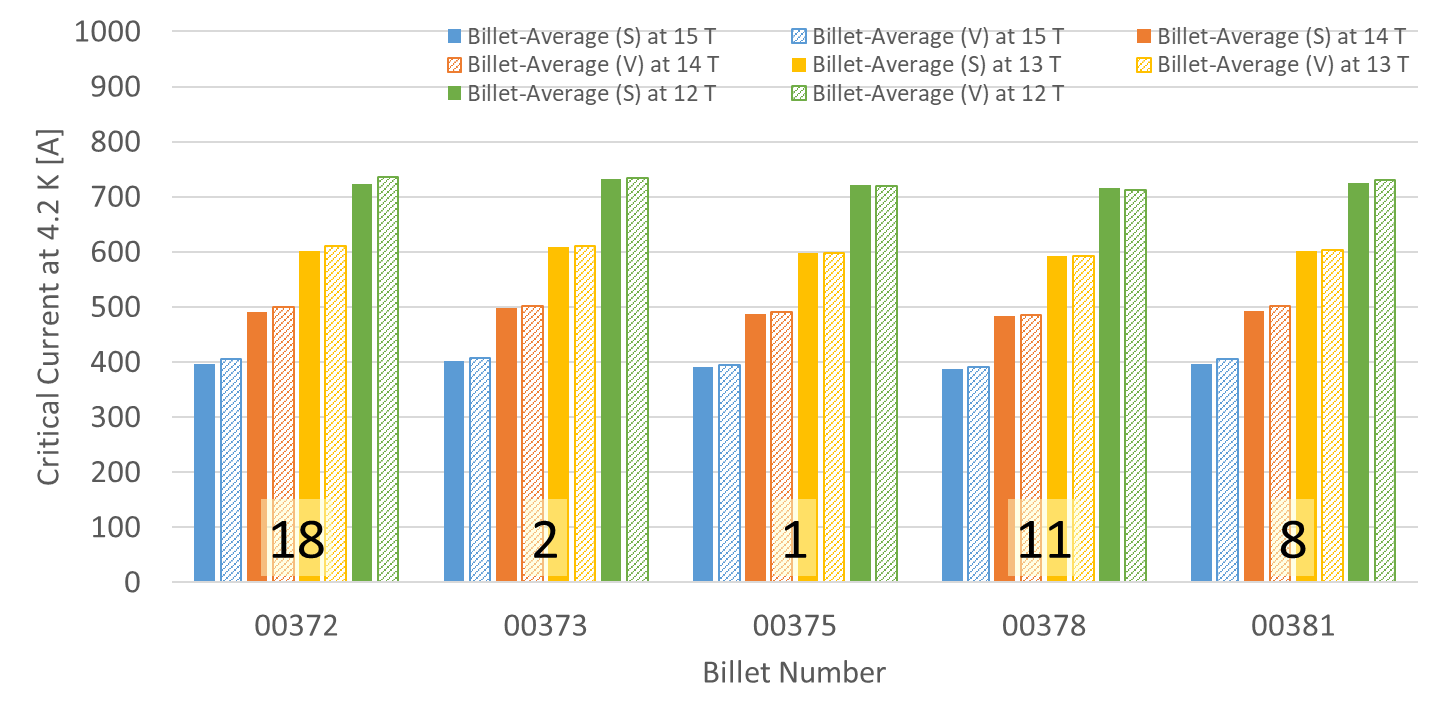 1000
Billet-Average (S) at 15 T Billet-Average (V) at 15 T Billet-Average (S) at 14 T
Billet-Average (V) at 14 T Billet-Average (S) at 13 T Billet-Average (V) at 13 T
Billet-Average (S) at 12 T Billet-Average (V) at 12 T
900
800
700
600
500
400
300
200
100
0
Critical Current at 4.2 K [A]
18 2 1 11 8
00372 00373 00375 00378 00381
Billet Number